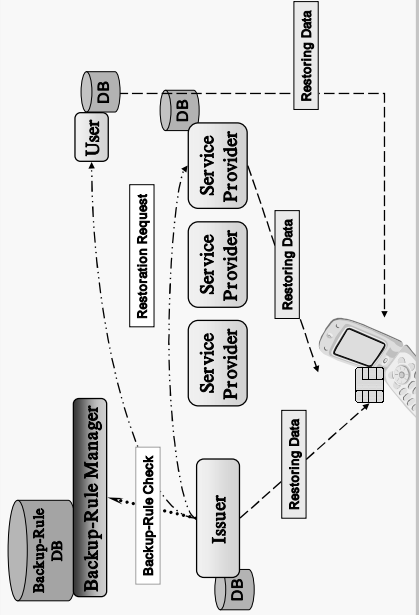 Backup-Rule
DB
Backup-Rule Manager
Backup-Rule Check
Issuer
DB
Restoring Data
Restoration Request
Service
Provider
Service
Provider
Service
Provider
DB
Restoring Data
User
DB
Restoring Data